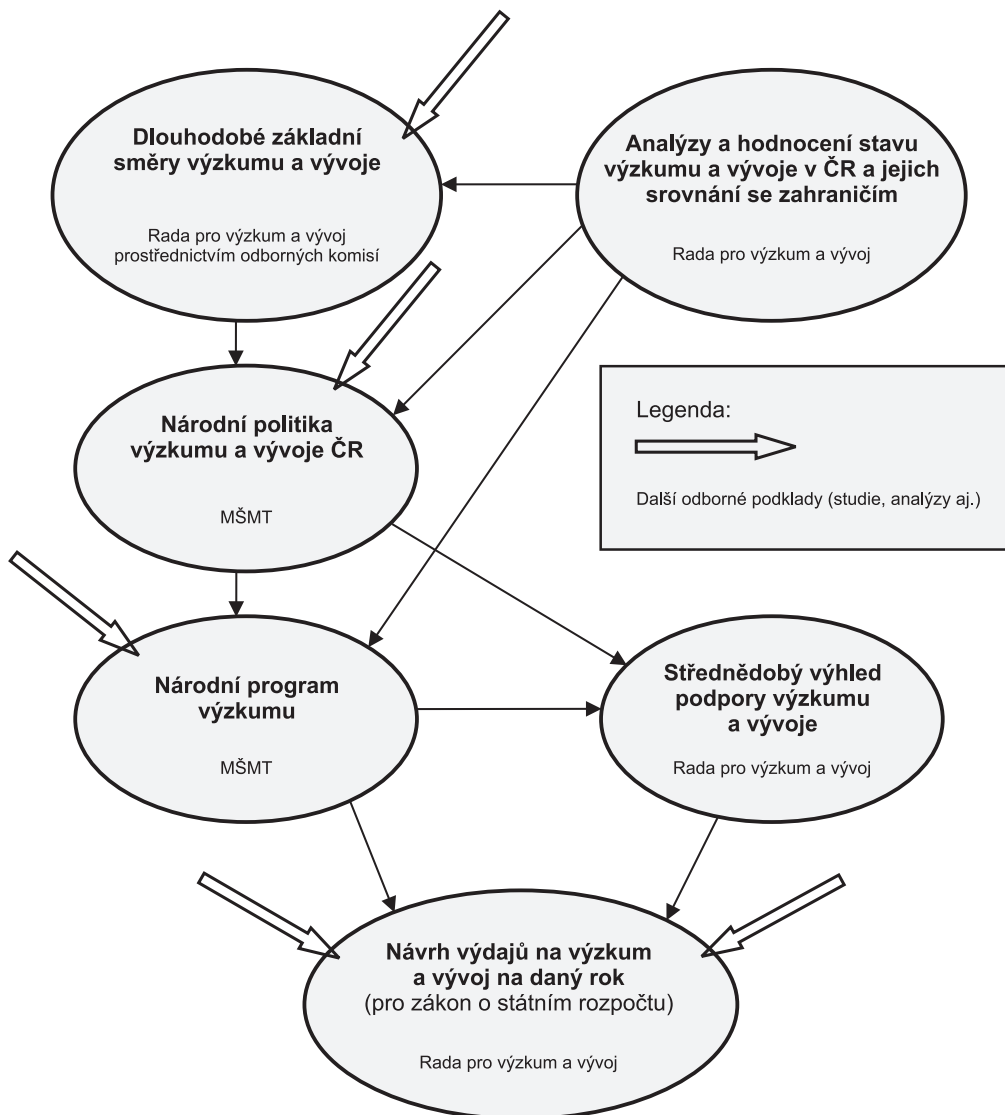 Dlouhodobé základní
směry výzkumu a vývoje
Rada pro výzkum a vývoj
prostřednictvím odborných komisí
Analýzy a hodnocení stavu
výzkumu a vývoje v ČR a jejich
srovnání se zahraničím
Rada pro výzkum a vývoj
Národní politika
výzkumu a vývoje ČR
MŠMT
Legenda:
Další odborné podklady (studie, analýzy aj.)
Národní program
výzkumu
MŠMT
Střednědobý výhled
podpory výzkumu
a vývoje
Rada pro výzkum a vývoj
Návrh výdajů na výzkum
a vývoj na daný rok
(pro zákon o státním rozpočtu)
Rada pro výzkum a vývoj